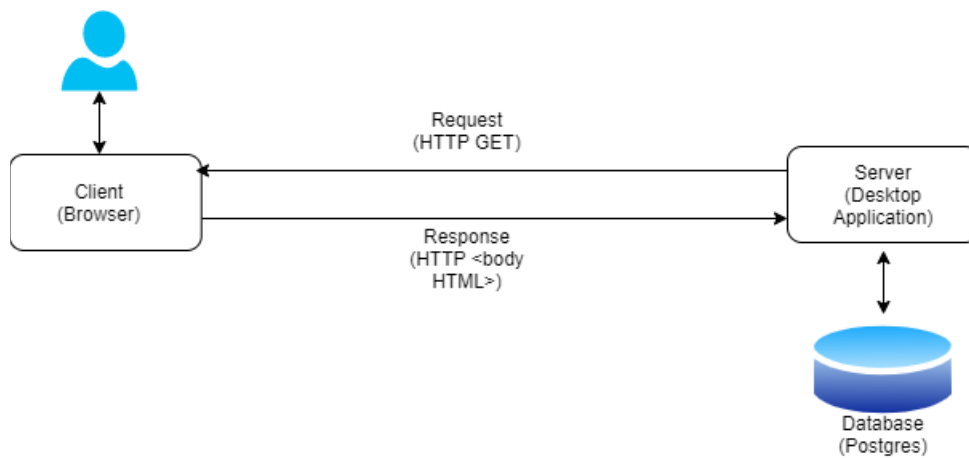 Request
(HTTP GET)
Client
(Browser)
Server
(Desktop
Application)
Response
(HTTP <body
HTML>)
Database
(Postgres)